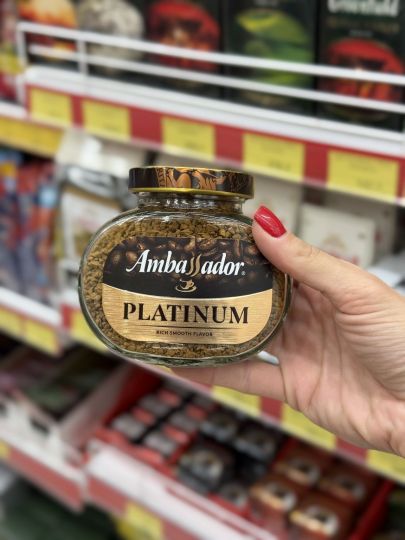 Ambassador®
PLATINUM
RICH SMOOTH FLAVOR